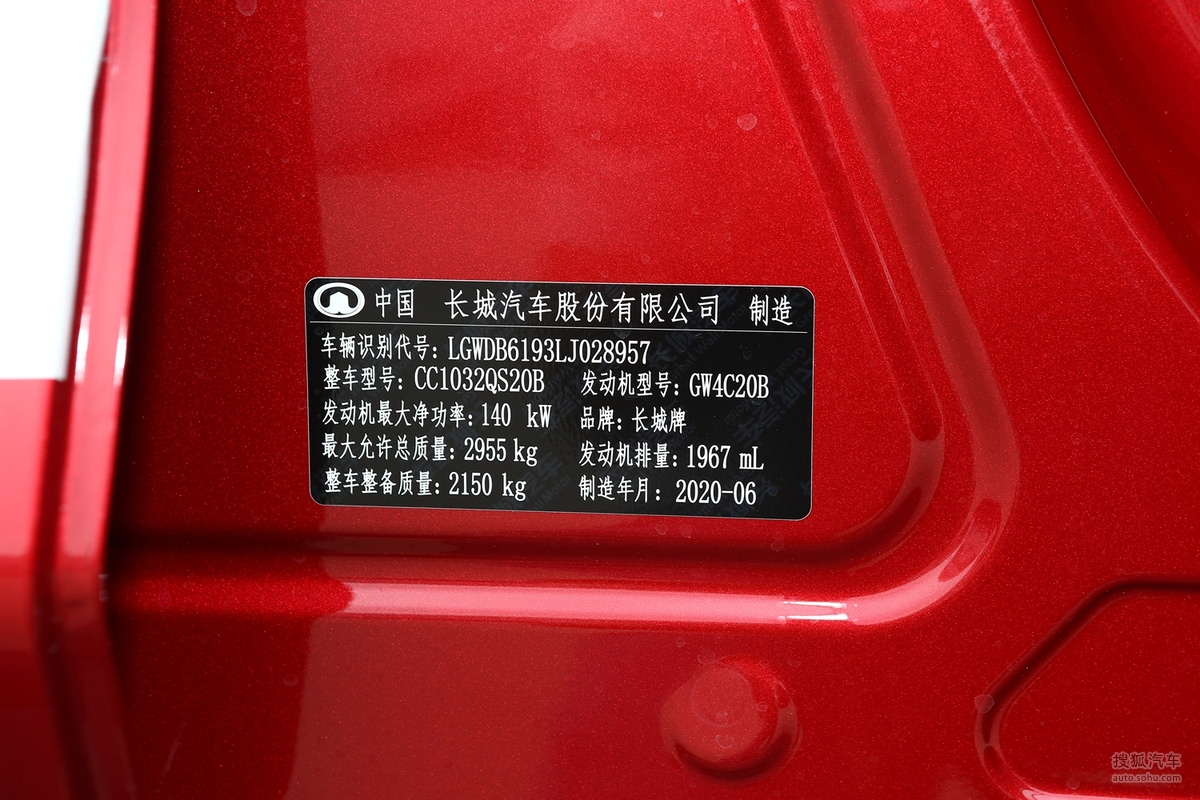 中国 长城汽车股份有限公司 制造
车辆识别代号: LGWDB6193LJ028957
整车型号: CC1032QS20B 发动机型号: GW4C20B
发动机最大净功率: 140 kW 品牌: 长城牌
最大允许总质量: 2955 kg 发动机排量: 1967 mL
整车整备质量: 2150 kg 制造年月: 2020-06
搜狐汽车
auto.sohu.com